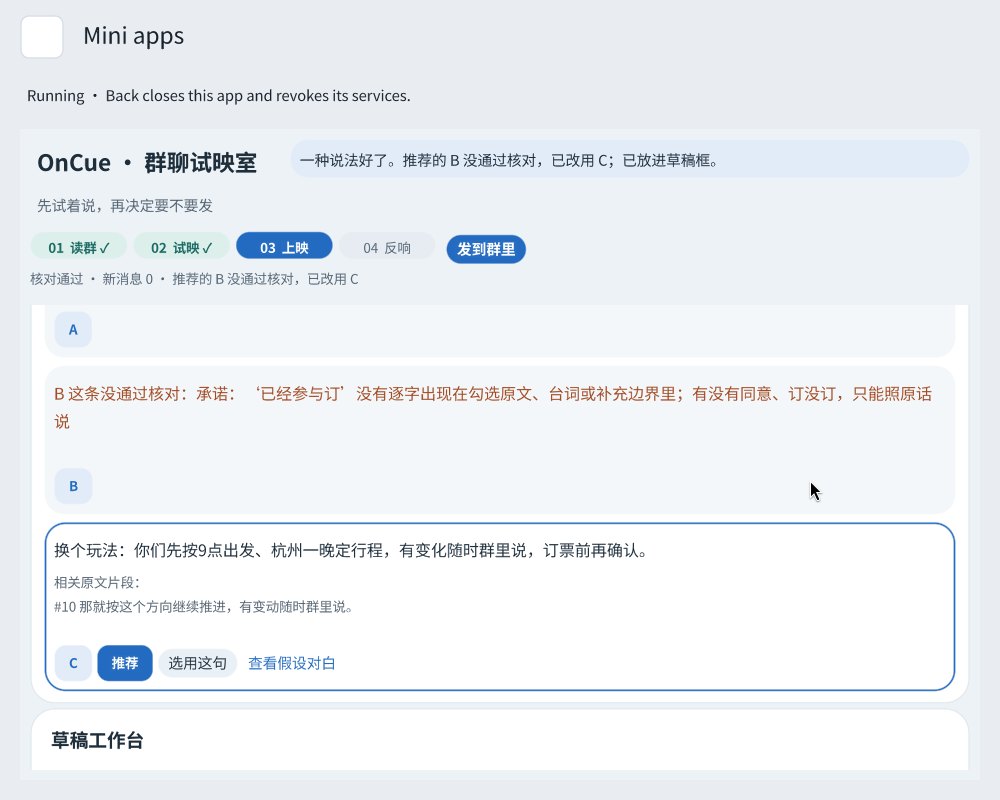 Mini apps
Running • Back closes this app and revokes its services.
OnCue · 群聊试映室
一种说法好了。推荐的 B 没通过核对，已改用 C；已放进草稿框。
先试着说，再决定要不要发
01 读群✓
02 试映✓
03 上映
04 反响
发到群里
核对通过 · 新消息 0 · 推荐的 B 没通过核对，已改用 C
A
B 这条没通过核对：承诺：‘已经参与订’没有逐字出现在勾选原文、台词或补充边界里；有没有同意、订没订，只能照原话
说
B
换个玩法：你们先按9点出发、杭州一晚定行程，有变化随时群里说，订票前再确认。
相关原文片段：
#10 那就按这个方向继续推进，有变动随时群里说。
C
推荐
选用这句
查看假设对白
草稿工作台